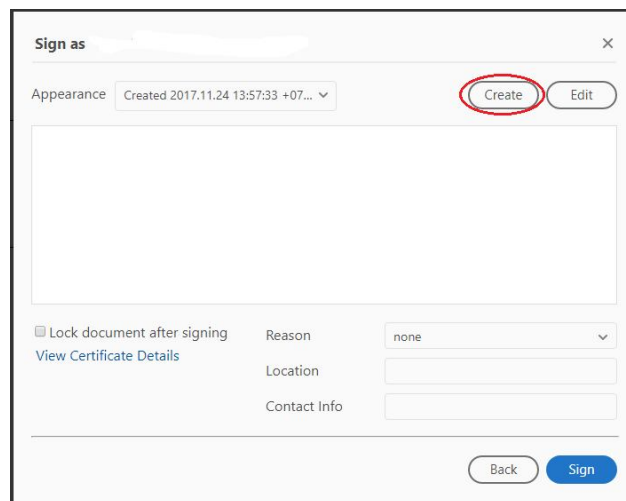 Sign as
Appearance Created 2017.11.24 13:57:33 +07... Create Edit
Lock document after signing Reason none
View Certificate Details
Location
Contact Info
Back Sign